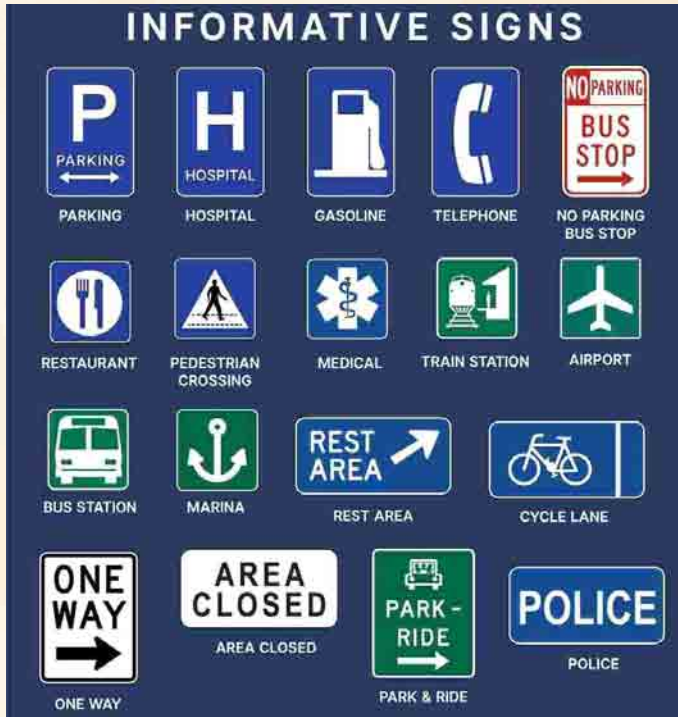 INFORMATIVE SIGNS
P
PARKING
PARKING
H
HOSPITAL
HOSPITAL
GASOLINE
TELEPHONE
NO PARKING
BUS
STOP
NO PARKING
BUS STOP
RESTAURANT
PEDESTRIAN
CROSSING
MEDICAL
TRAIN STATION
AIRPORT
BUS STATION
MARINA
REST
AREA
REST AREA
CYCLE LANE
ONE
WAY
ONE WAY
AREA
CLOSED
AREA CLOSED
PARK -
RIDE
PARK & RIDE
POLICE
POLICE